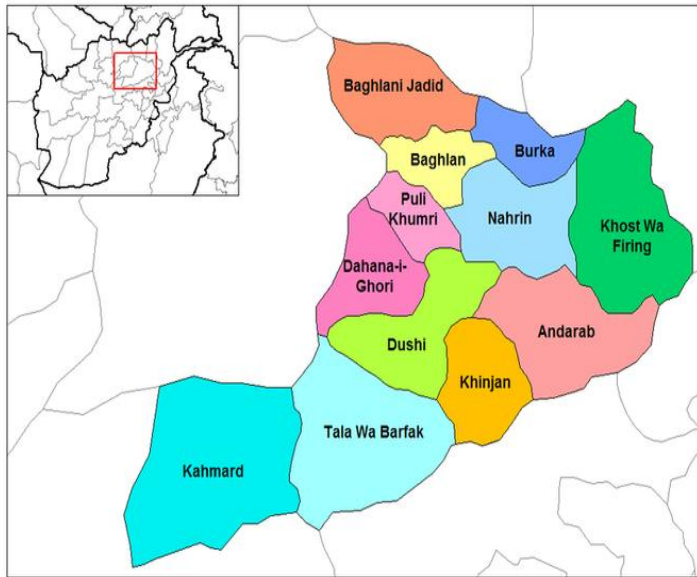 Baghlani Jadid
Burka
Baghlan
Puli
Khumri
Nahrin
Khost Wa
Firing
Dahana-i-
Ghori
Andarab
Dushi
Khinjan
Tala Wa Barfak
Kahmard